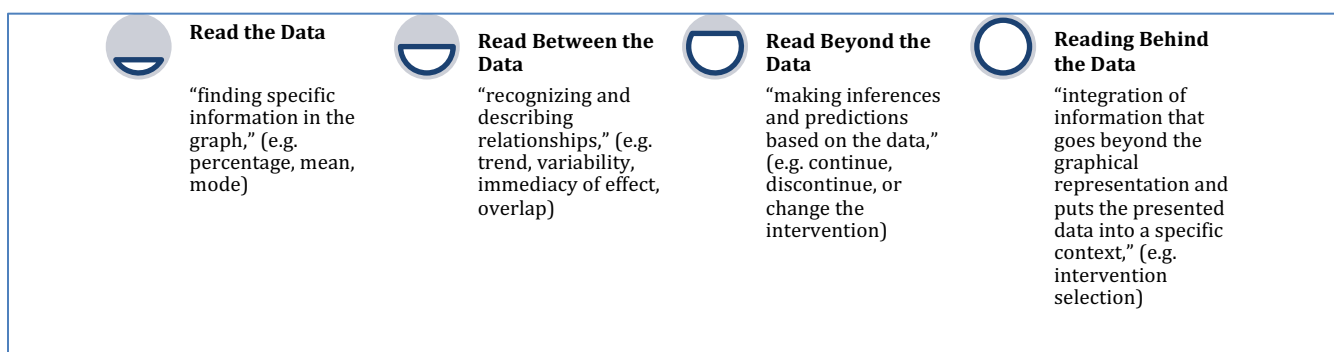 Read the Data
“finding specific
information in the
graph,” (e.g.
percentage, mean,
mode)
Read Between the
Data
“recognizing and
describing
relationships,” (e.g.
trend, variability,
immediacy of effect,
overlap)
Read Beyond the
Data
“making inferences
and predictions
based on the data,”
(e.g. continue,
discontinue, or
change the
intervention)
Reading Behind
the Data
“integration of
information that
goes beyond the
graphical
representation and
puts the presented
data into a specific
context,” (e.g.
intervention
selection)